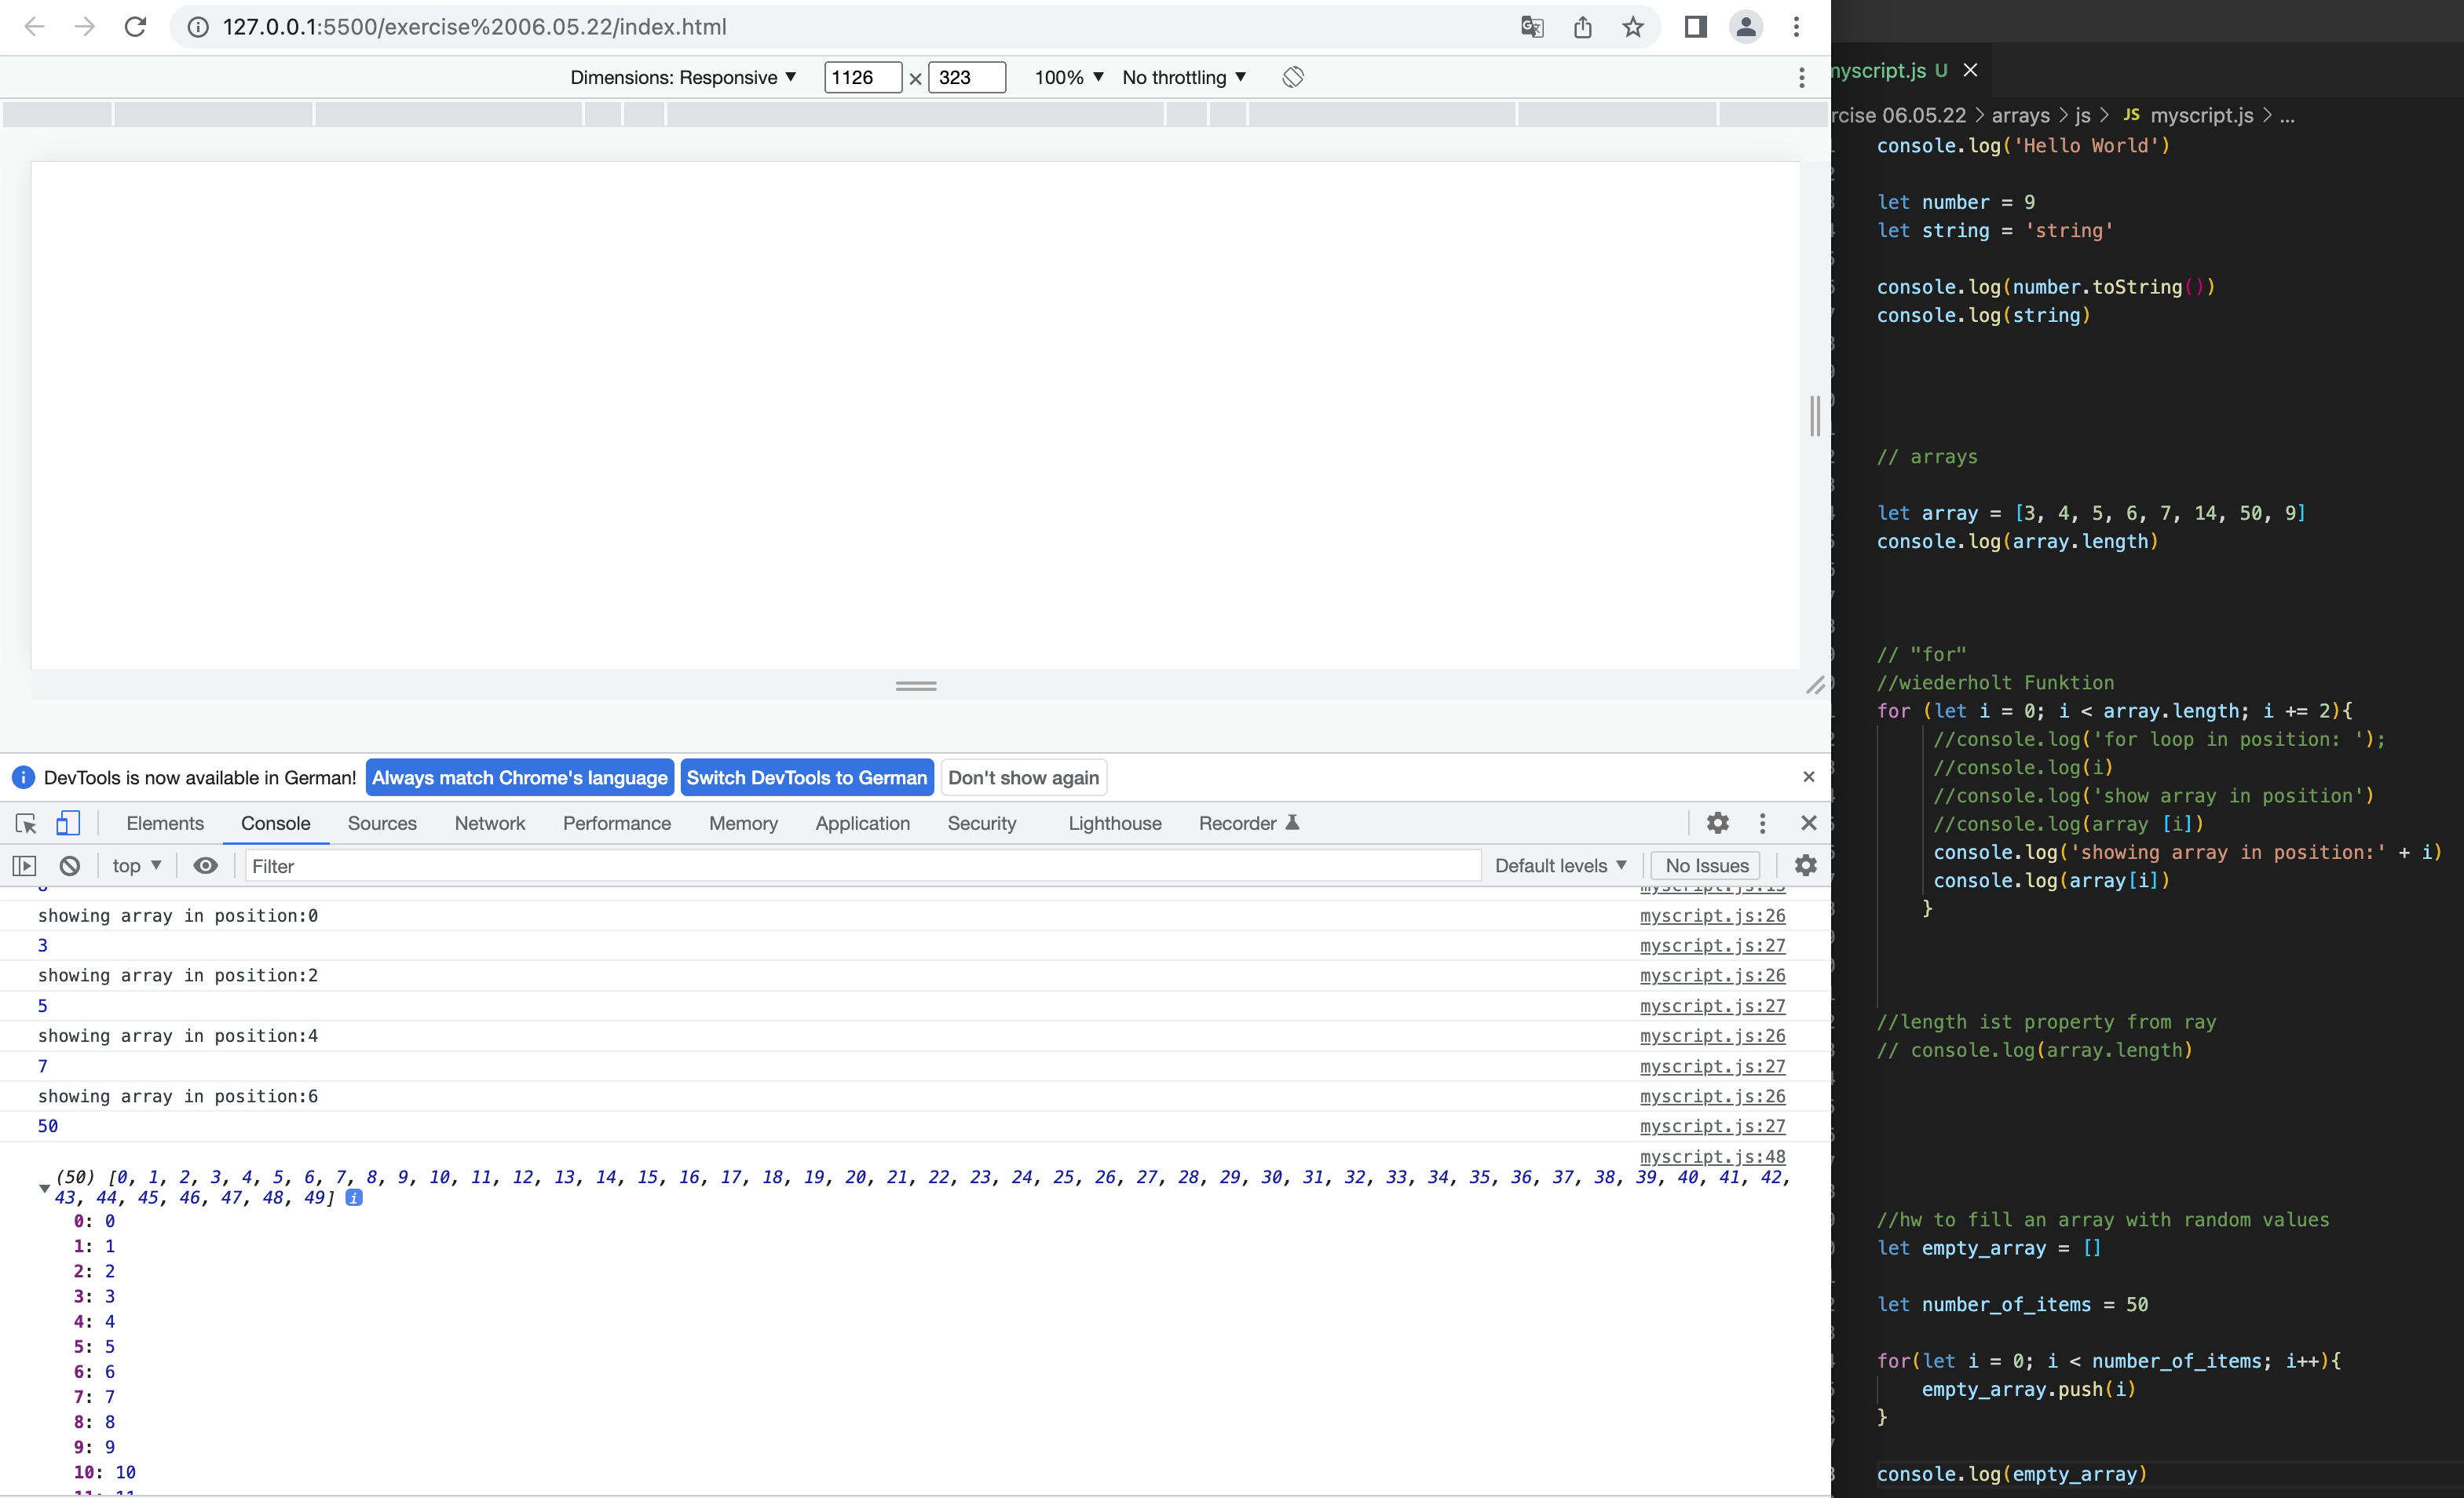 127.0.0.1:5500/exercise%2006.05.22/index.html
Dimensions: Responsive ▼ 1126 × 323 100% ▼ No throttling ▼
DevTools is now available in German! Always match Chrome's language Switch DevTools to German Don't show again ×
Elements Console Sources Network Performance Memory Application Security Lighthouse Recorder
top ▼ Filter Default levels ▼ No Issues
myscript.js:15
showing array in position:0 myscript.js:26
3 myscript.js:27
showing array in position:2 myscript.js:26
5 myscript.js:27
showing array in position:4 myscript.js:26
7 myscript.js:27
showing array in position:6 myscript.js:26
50 myscript.js:27
myscript.js:48
(50) [0, 1, 2, 3, 4, 5, 6, 7, 8, 9, 10, 11, 12, 13, 14, 15, 16, 17, 18, 19, 20, 21, 22, 23, 24, 25, 26, 27, 28, 29, 30, 31, 32, 33, 34, 35, 36, 37, 38, 39, 40, 41, 42,
43, 44, 45, 46, 47, 48, 49] i
0: 0
1: 1
2: 2
3: 3
4: 4
5: 5
6: 6
7: 7
8: 8
9: 9
10: 10
11: 11
myscript.js U ×
rcise 06.05.22 > arrays > js > JS myscript.js > ...
console.log('Hello World')
let number = 9
let string = 'string'
console.log(number.toString())
console.log(string)
// arrays
let array = [3, 4, 5, 6, 7, 14, 50, 9]
console.log(array.length)
// "for"
//wiederholt Funktion
for (let i = 0; i < array.length; i += 2){
//console.log('for loop in position: ');
//console.log(i)
//console.log('show array in position')
//console.log(array [i])
console.log('showing array in position:' + i)
console.log(array[i])
}
//length ist property from ray
// console.log(array.length)
//hw to fill an array with random values
let empty_array = []
let number_of_items = 50
for(let i = 0; i < number_of_items; i++){
empty_array.push(i)
}
console.log(empty_array)